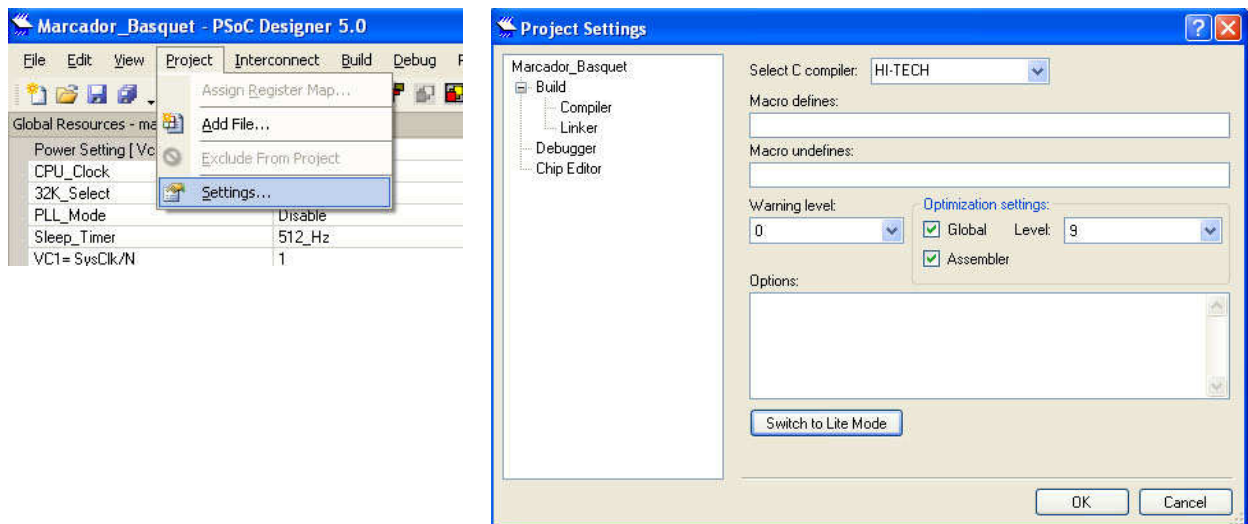 Marcador_Basquet - PSoC Designer 5.0
File Edit View Project Interconnect Build Debug
Assign Register Map...
Global Resources - ma
Add File...
Power Setting [ Vc
Exclude From Project
CPU_Clock
32K_Select
Settings...
PLL_Mode Disable
Sleep_Timer 512_Hz
VC1= SysClk/N 1
Project Settings
Marcador_Basquet
Build
Compiler
Linker
Debugger
Chip Editor
Select C compiler: HI-TECH
Macro defines:
Macro undefines:
Warning level:
0
Optimization settings:
Global Level: 9
Assembler
Options:
Switch to Lite Mode
OK Cancel